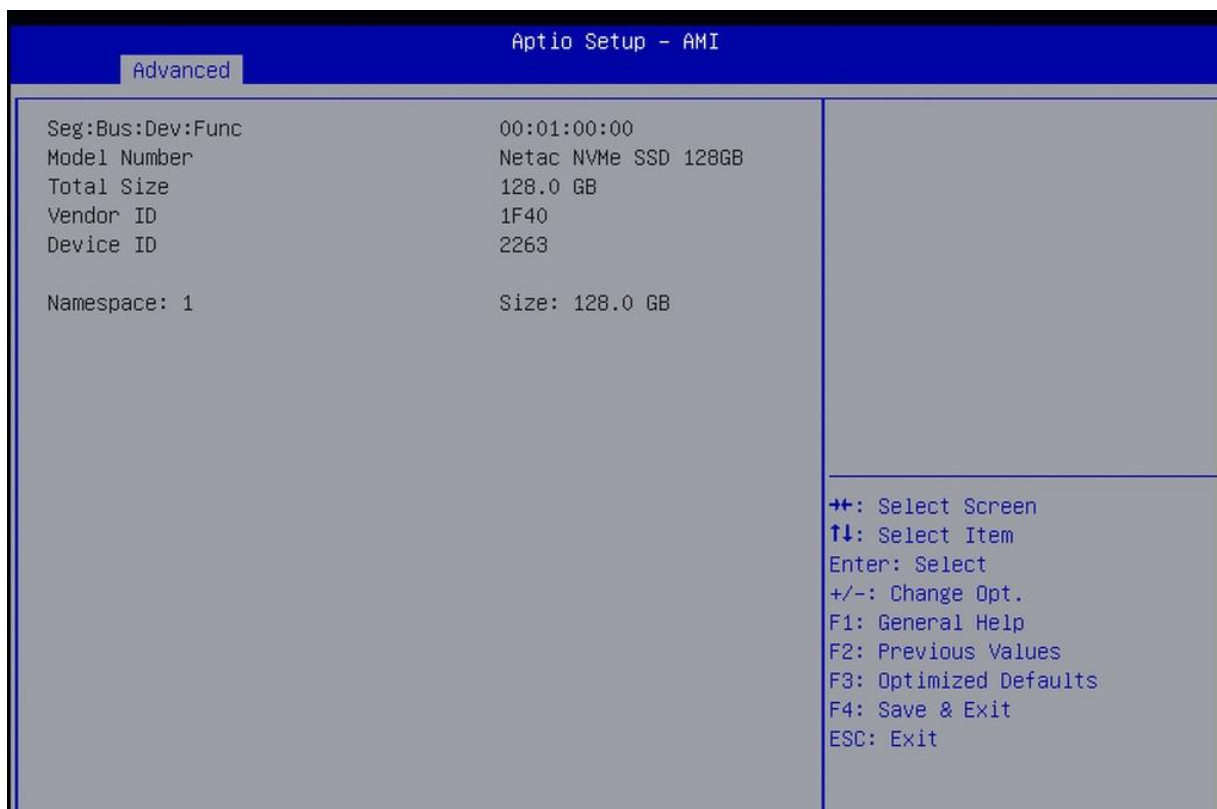 Aptio Setup - AMI
Advanced
Seg:Bus:Dev:Func 00:01:00:00
Model Number Netac NVMe SSD 128GB
Total Size 128.0 GB
Vendor ID 1F40
Device ID 2263
Namespace: 1 Size: 128.0 GB
→←: Select Screen
↑↓: Select Item
Enter: Select
+/-: Change Opt.
F1: General Help
F2: Previous Values
F3: Optimized Defaults
F4: Save & Exit
ESC: Exit